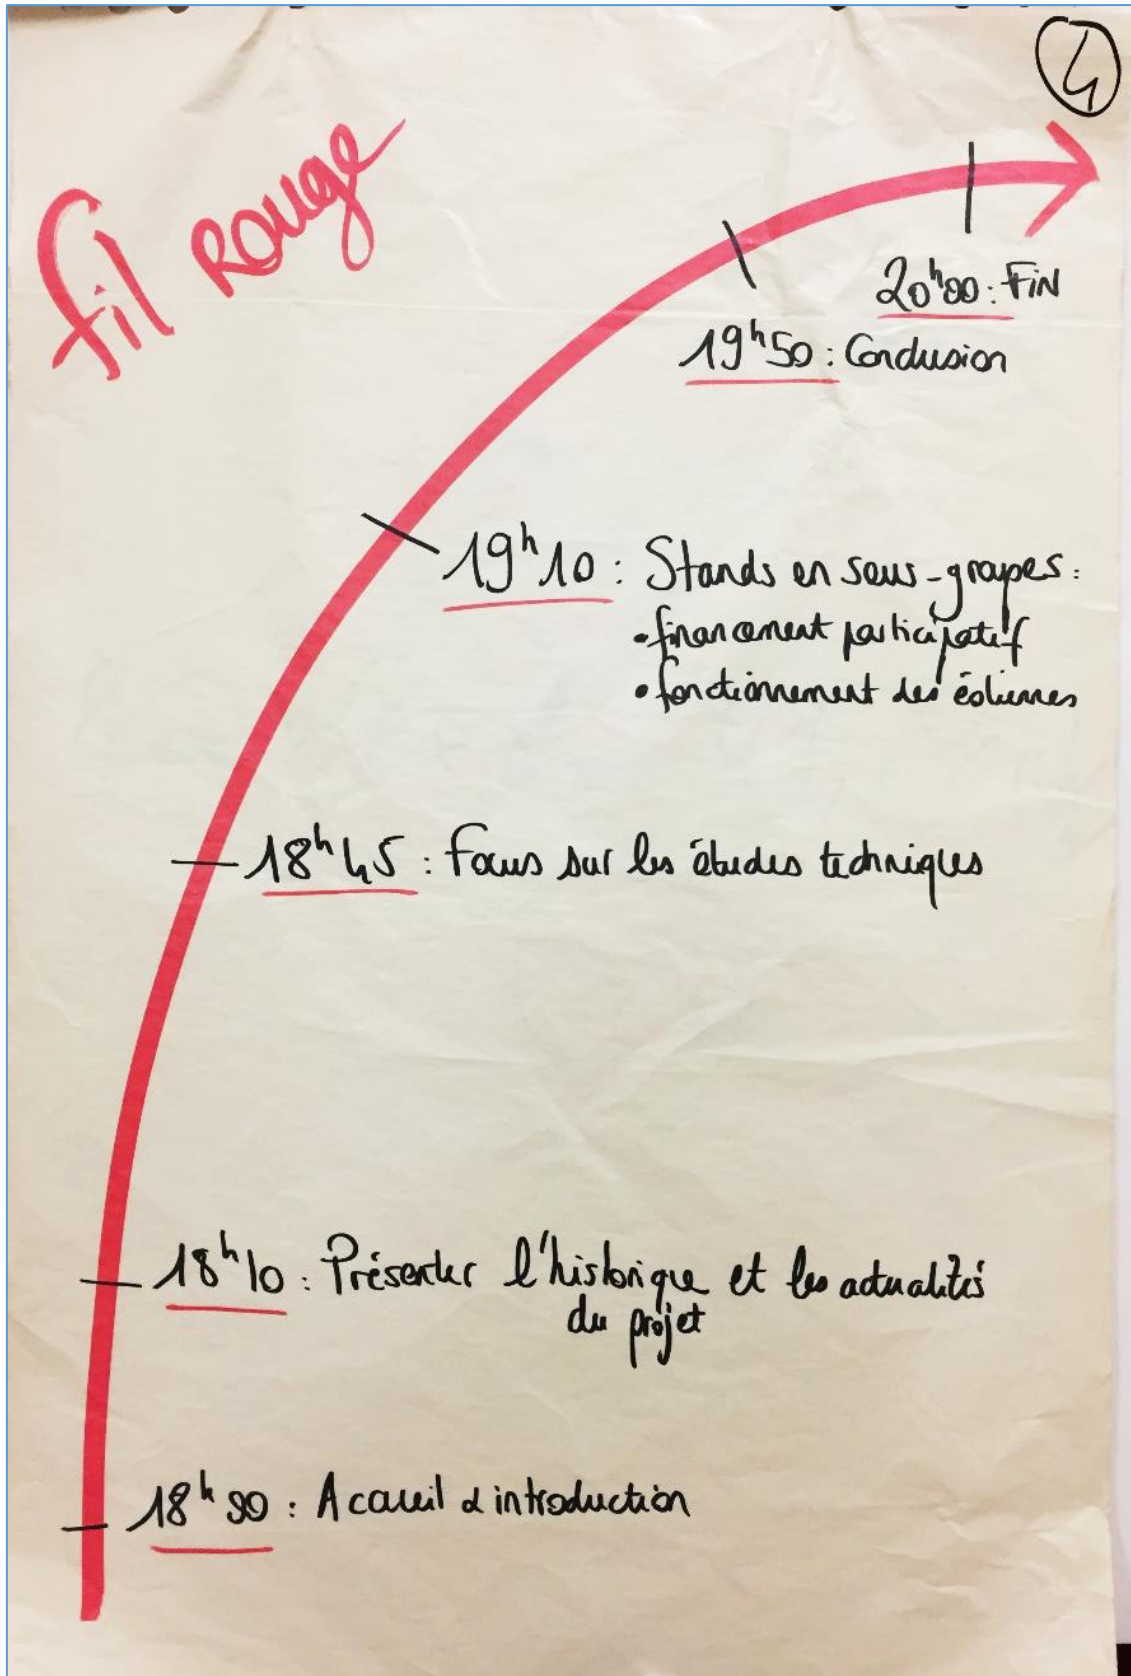 4
fil Rouge
20h00 : FiN
19h50 : Conclusion
19h10 : Stands en sous-groupes :
• financement participatif
• fonctionnement des éoliennes
18h45 : Focus sur les études techniques
18h10 : Présenter l'historique et les actualités
du projet
18h00 : Accueil & introduction